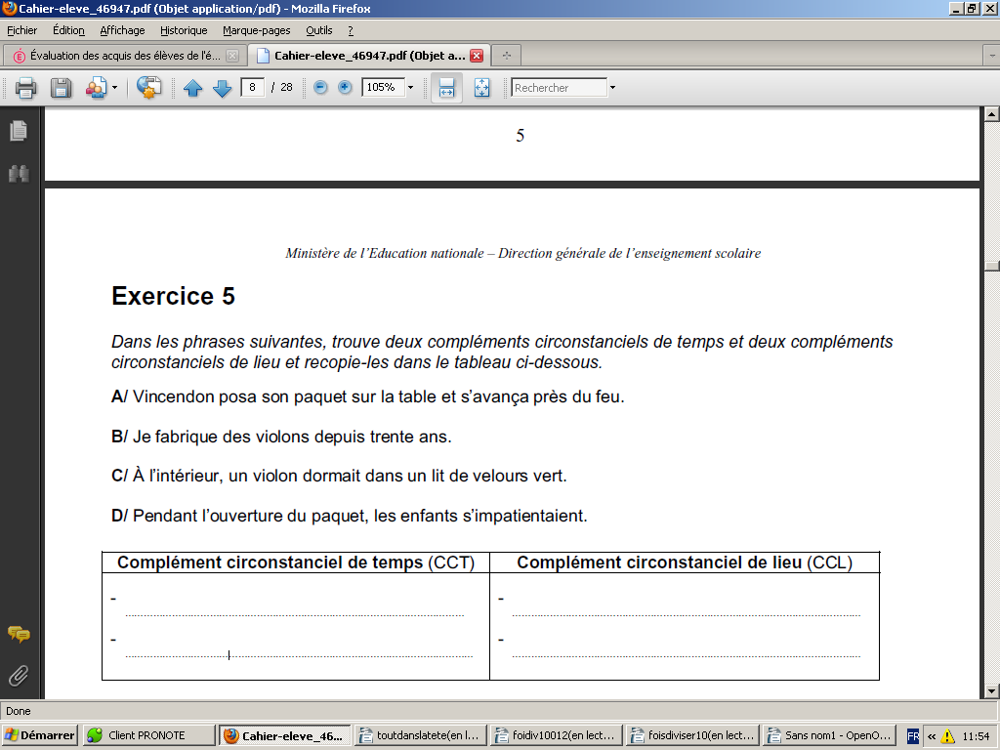 Cahier-eleve_46947.pdf (Objet application/pdf) - Mozilla Firefox
Fichier Édition Affichage Historique Marque-pages Outils ?
Évaluation des acquis des élèves de l'é... Cahier-eleve_46947.pdf (Objet a...
8 / 28 105% Rechercher
5
Ministère de l'Education nationale – Direction générale de l'enseignement scolaire
Exercice 5
Dans les phrases suivantes, trouve deux compléments circonstanciels de temps et deux compléments
circonstanciels de lieu et recopie-les dans le tableau ci-dessous.
A/ Vincendon posa son paquet sur la table et s'avança près du feu.
B/ Je fabrique des violons depuis trente ans.
C/ À l'intérieur, un violon dormait dans un lit de velours vert.
D/ Pendant l'ouverture du paquet, les enfants s'impatientaient.
Complément circonstanciel de temps (CCT) Complément circonstanciel de lieu (CCL)
- -
- -
Done
Démarrer Client PRONOTE Cahier-eleve_46... toutdanslatete(en l... foidiv10012(en lect... foisdiviser10(en lect... Sans nom1 - OpenO... FR « 11:54